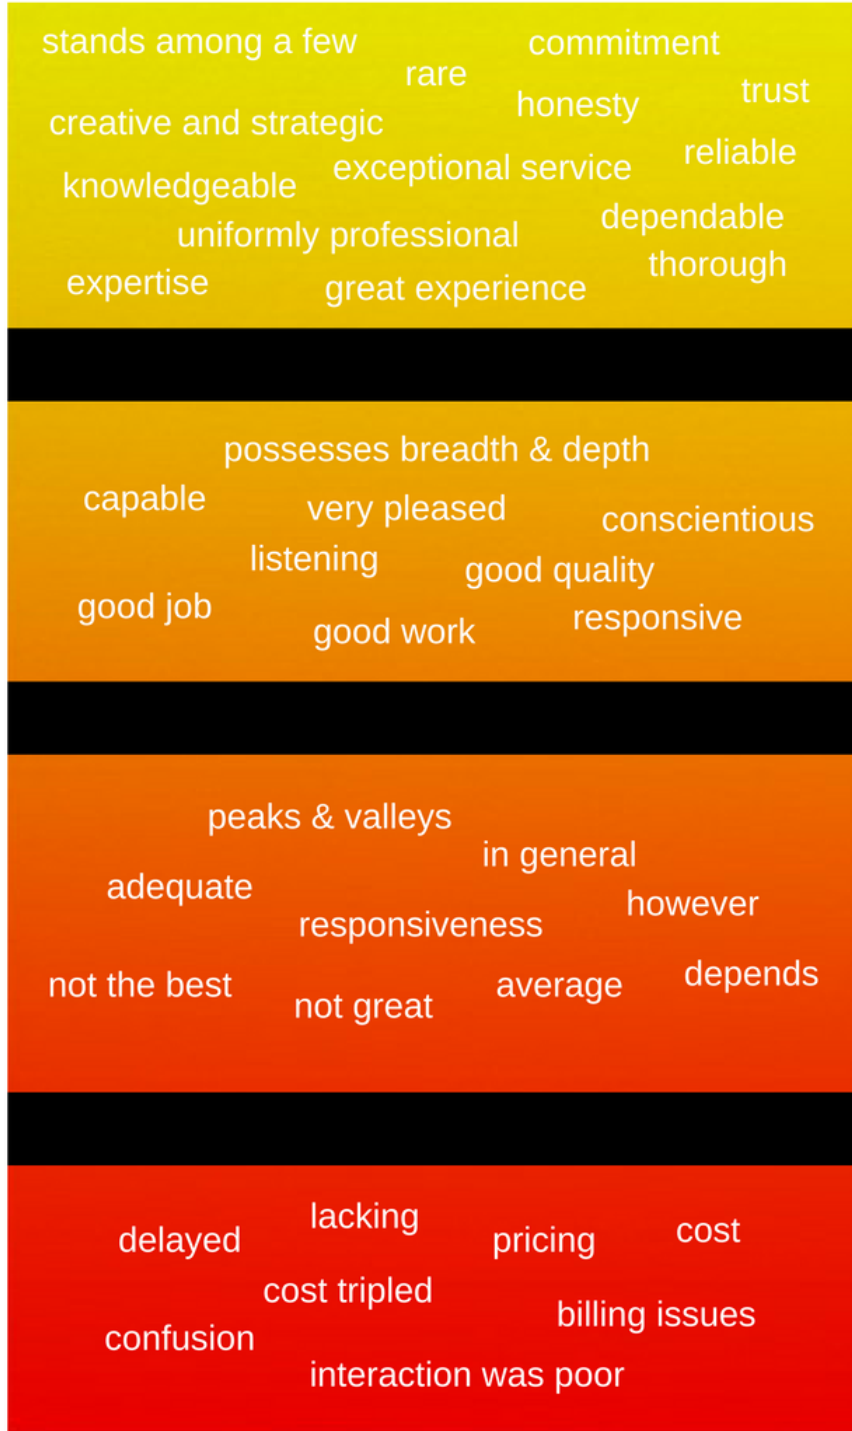 stands among a few
commitment
rare
trust
honesty
creative and strategic
reliable
exceptional service
knowledgeable
dependable
uniformly professional
thorough
expertise
great experience
possesses breadth & depth
capable
very pleased
conscientious
listening
good quality
good job
responsive
good work
peaks & valleys
in general
adequate
however
responsiveness
depends
not the best
average
not great
lacking
cost
delayed
pricing
cost tripled
billing issues
confusion
interaction was poor